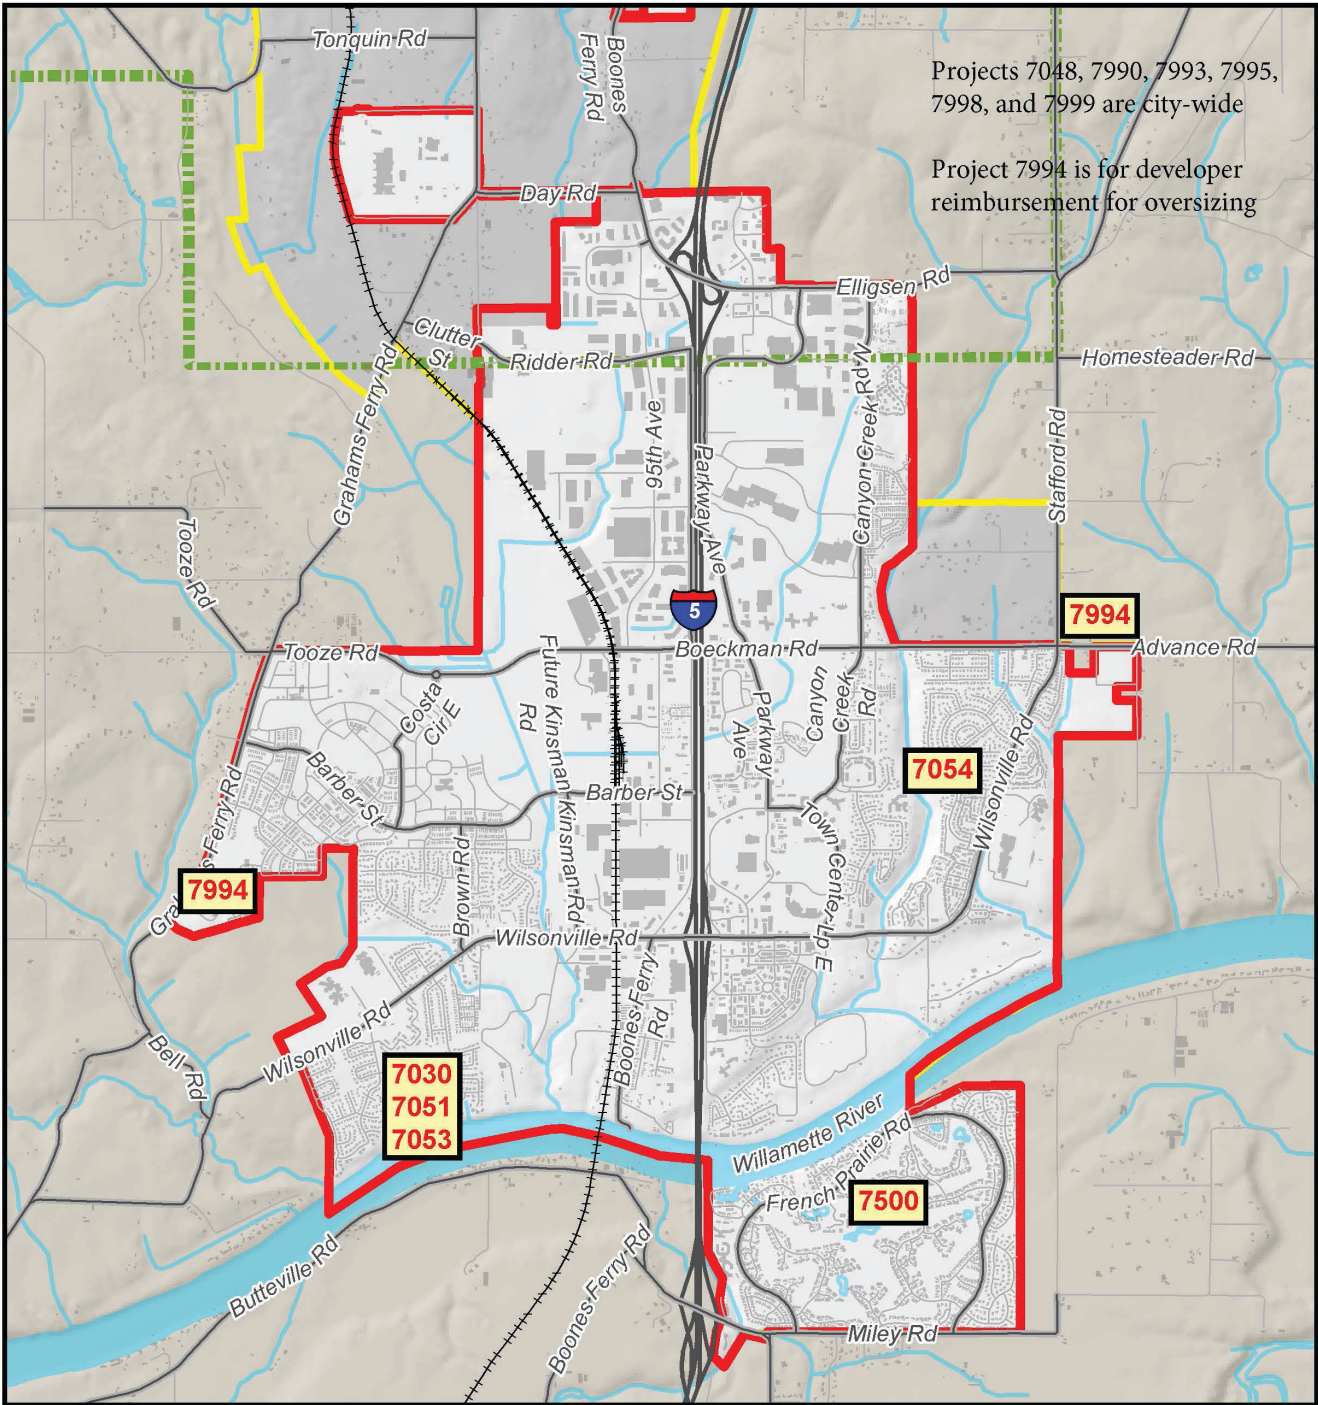 Tonquin Rd
Boones
Ferry Rd
Projects 7048, 7990, 7993, 7995,
7998, and 7999 are city-wide
Project 7994 is for developer
reimbursement for oversizing
Day Rd
Elligsen Rd
Clutter
St
Ridder Rd
Homesteader Rd
Grahams Ferry Rd
95th Ave
Parkway Ave
Canyon Creek Rd N
Stafford Rd
Tooze Rd
5
7994
Tooze Rd
Boeckman Rd
Advance Rd
Costa
Cir E
Future Kinsman
Rd
Parkway
Ave
Canyon
Creek
Rd
Wilsonville Rd
7054
Barber St
Barber St
Kinsman Rd
Town Center Lp E
Grahams Ferry Rd
7994
Brown Rd
Wilsonville Rd
Boones Ferry
Rd
Wilsonville Rd
Bell Rd
7030
7051
7053
Willamette River
French Prairie Rd
7500
Butteville Rd
Boones Ferry Rd
Miley Rd